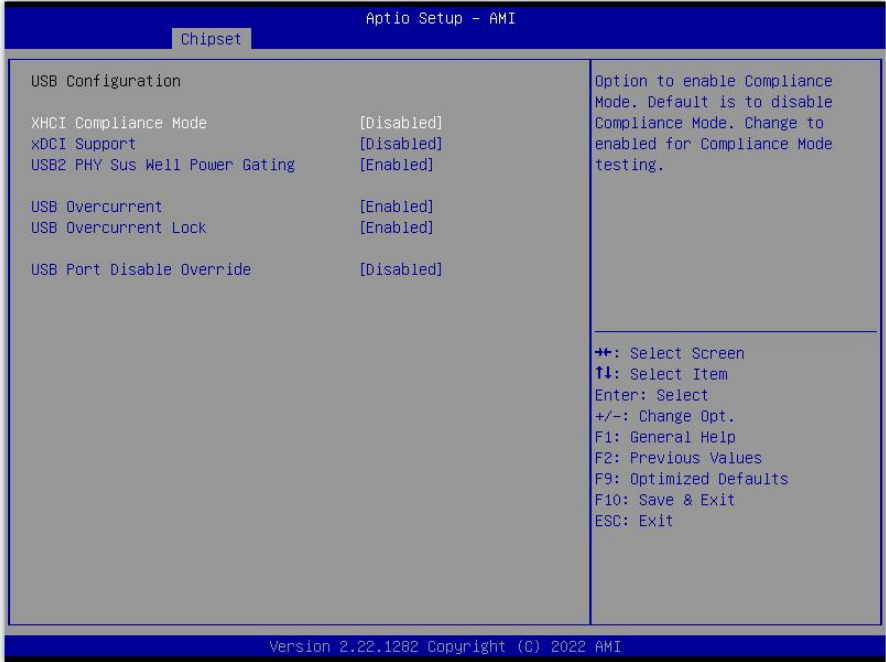 Aptio Setup – AMI
Chipset
USB Configuration
XHCI Compliance Mode [Disabled]
xDCI Support [Disabled]
USB2 PHY Sus Well Power Gating [Enabled]
USB Overcurrent [Enabled]
USB Overcurrent Lock [Enabled]
USB Port Disable Override [Disabled]
Option to enable Compliance
Mode. Default is to disable
Compliance Mode. Change to
enabled for Compliance Mode
testing.
→←: Select Screen
↑↓: Select Item
Enter: Select
+/-: Change Opt.
F1: General Help
F2: Previous Values
F9: Optimized Defaults
F10: Save & Exit
ESC: Exit
Version 2.22.1282 Copyright (C) 2022 AMI